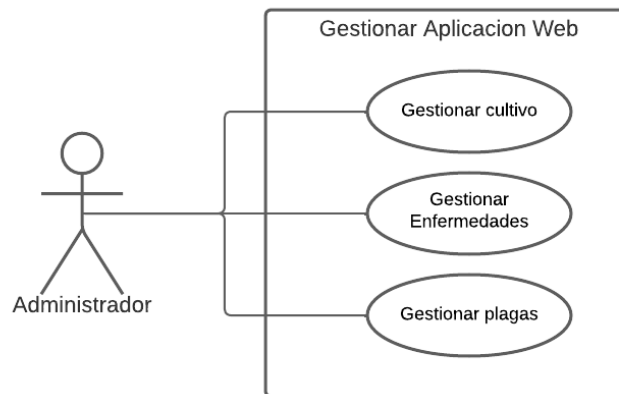 Gestionar Aplicacion Web
Gestionar cultivo
Gestionar
Enfermedades
Gestionar plagas
Administrador